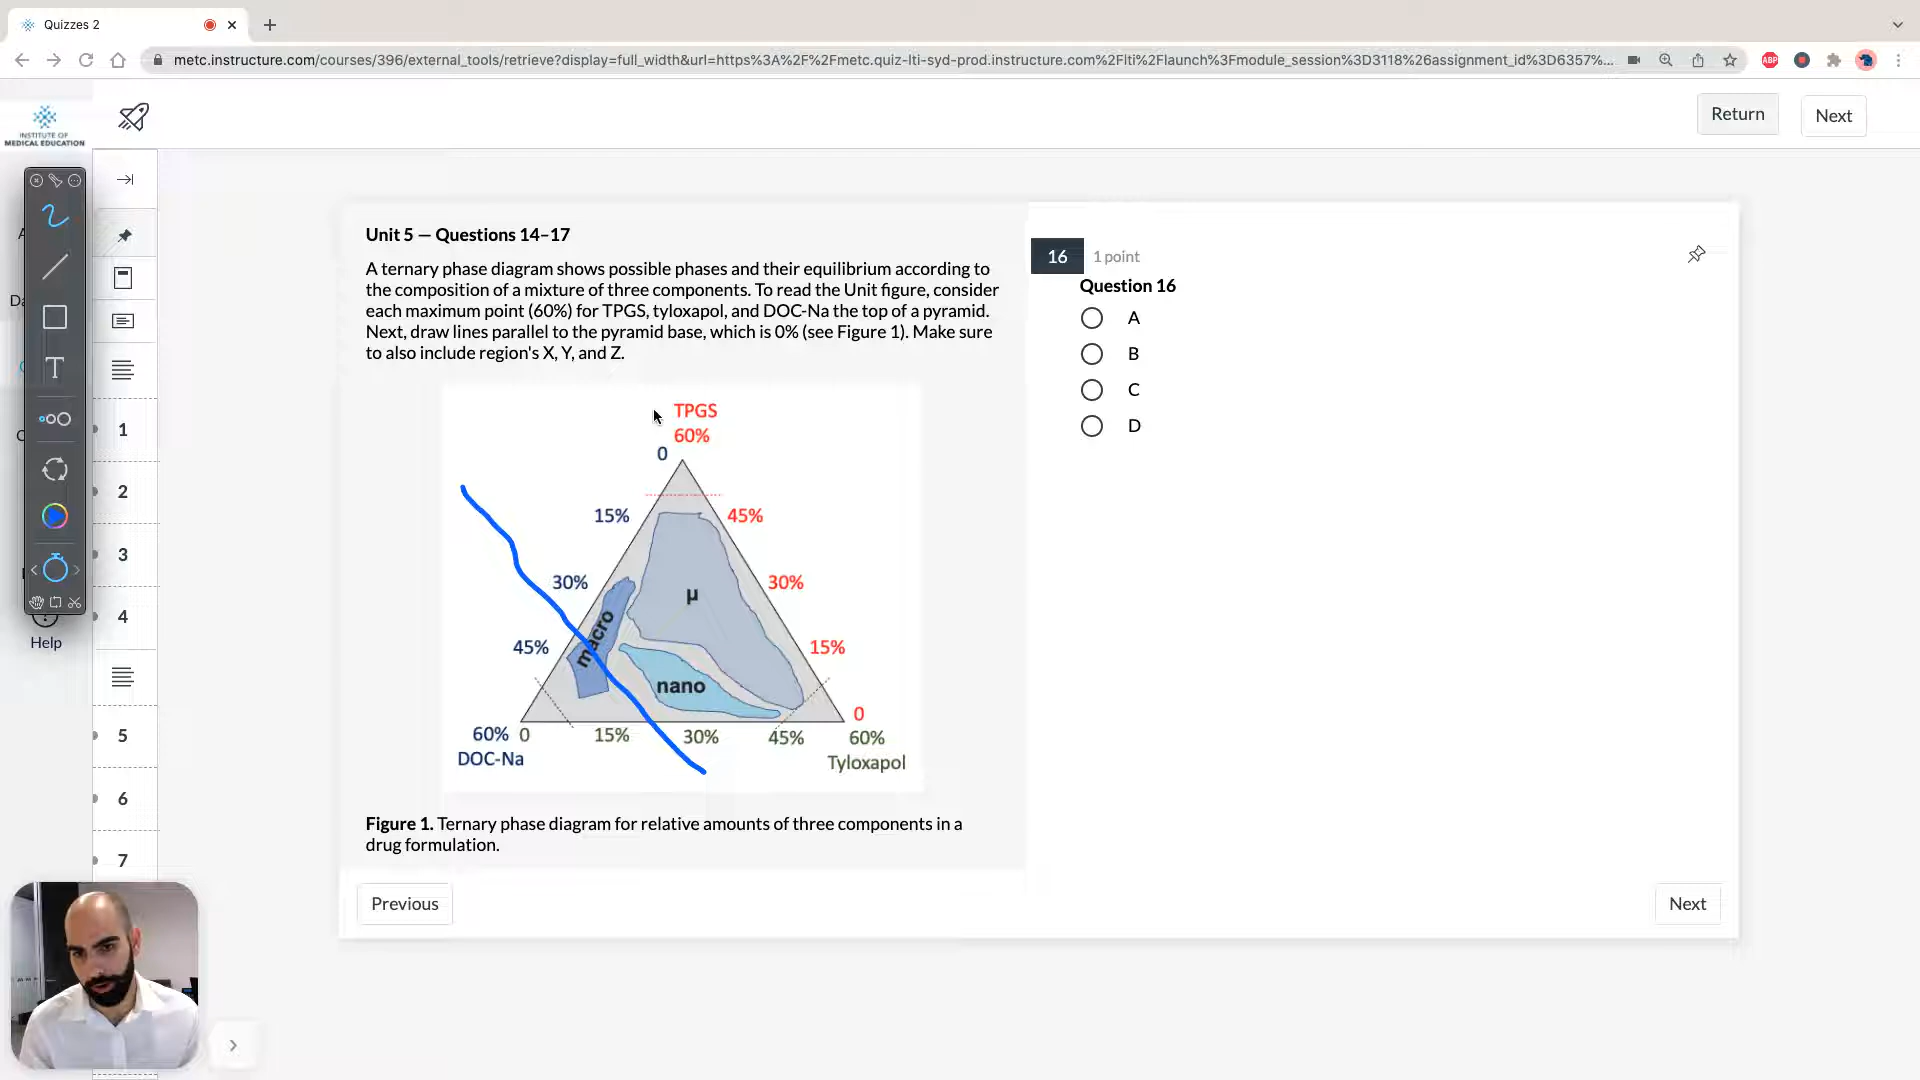 Quizzes 2
metc.instructure.com/courses/396/external_tools/retrieve?display=full_width&url=https%3A%2F%2Fmetc.quiz-lti-syd-prod.instructure.com%2Flti%2Flaunch%3Fmodule_session%3D3118%26assignment_id%3D6357%...
ABP
INSTITUTE OF
MEDICAL EDUCATION
Return
Next
T
Help
1
2
3
4
5
6
7
Unit 5 — Questions 14–17
A ternary phase diagram shows possible phases and their equilibrium according to
the composition of a mixture of three components. To read the Unit figure, consider
each maximum point (60%) for TPGS, tyloxapol, and DOC-Na the top of a pyramid.
Next, draw lines parallel to the pyramid base, which is 0% (see Figure 1). Make sure
to also include region's X, Y, and Z.
TPGS
60%
0
15%
45%
30%
30%
μ
macro
45%
15%
nano
0
60%
0
15%
30%
45%
60%
DOC-Na
Tyloxapol
Figure 1. Ternary phase diagram for relative amounts of three components in a
drug formulation.
Previous
16
1 point
Question 16
A
B
C
D
Next